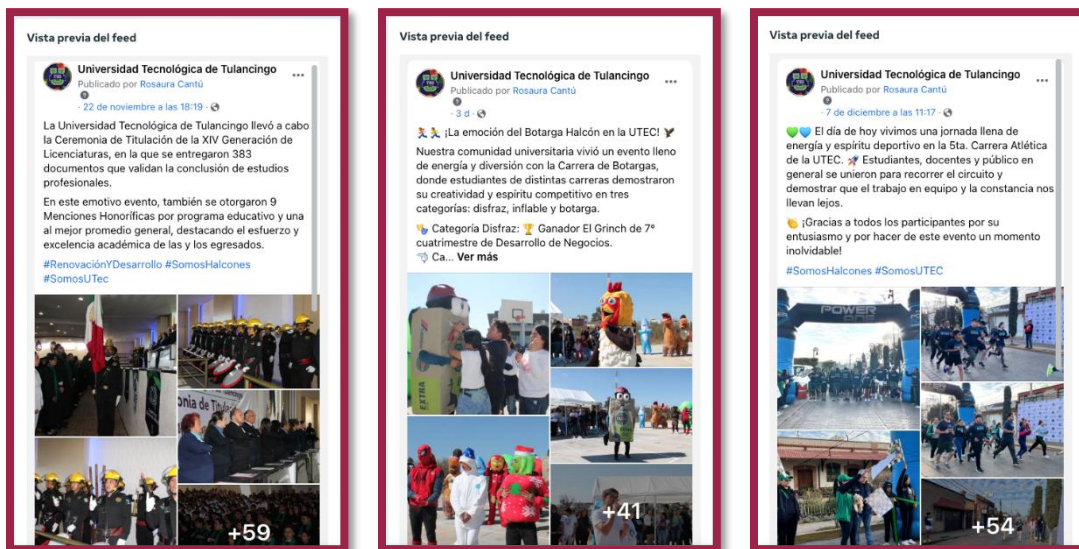 Vista previa del feed
Universidad Tecnológica de Tulancingo
Publicado por Rosaura Cantú
· 22 de noviembre a las 18:19 ·
La Universidad Tecnológica de Tulancingo llevó a cabo
la Ceremonia de Titulación de la XIV Generación de
Licenciaturas, en la que se entregaron 383
documentos que validan la conclusión de estudios
profesionales.
En este emotivo evento, también se otorgaron 9
Menciones Honoríficas por programa educativo y una
al mejor promedio general, destacando el esfuerzo y
excelencia académica de las y los egresados.
#RenovaciónYDesarrollo #SomosHalcones
#SomosUTec
onia de Titulac
+59
Vista previa del feed
Universidad Tecnológica de Tulancingo
Publicado por Rosaura Cantú
· 3 d ·
🏃🏃 ¡La emoción del Botarga Halcón en la UTEC! 🦅
Nuestra comunidad universitaria vivió un evento lleno
de energía y diversión con la Carrera de Botargas,
donde estudiantes de distintas carreras demostraron
su creatividad y espíritu competitivo en tres
categorías: disfraz, inflable y botarga.
🎭 Categoría Disfraz: 🏆 Ganador El Grinch de 7°
cuatrimestre de Desarrollo de Negocios.
🦈 Ca... Ver más
EXTRA
+41
Vista previa del feed
Universidad Tecnológica de Tulancingo
Publicado por Rosaura Cantú
· 7 de diciembre a las 11:17 ·
💚💙 El día de hoy vivimos una jornada llena de
energía y espíritu deportivo en la 5ta. Carrera Atlética
de la UTEC. 🚀 Estudiantes, docentes y público en
general se unieron para recorrer el circuito y
demostrar que el trabajo en equipo y la constancia nos
llevan lejos.
👏 ¡Gracias a todos los participantes por su
entusiasmo y por hacer de este evento un momento
inolvidable!
#SomosHalcones #SomosUTEC
POWER
+54